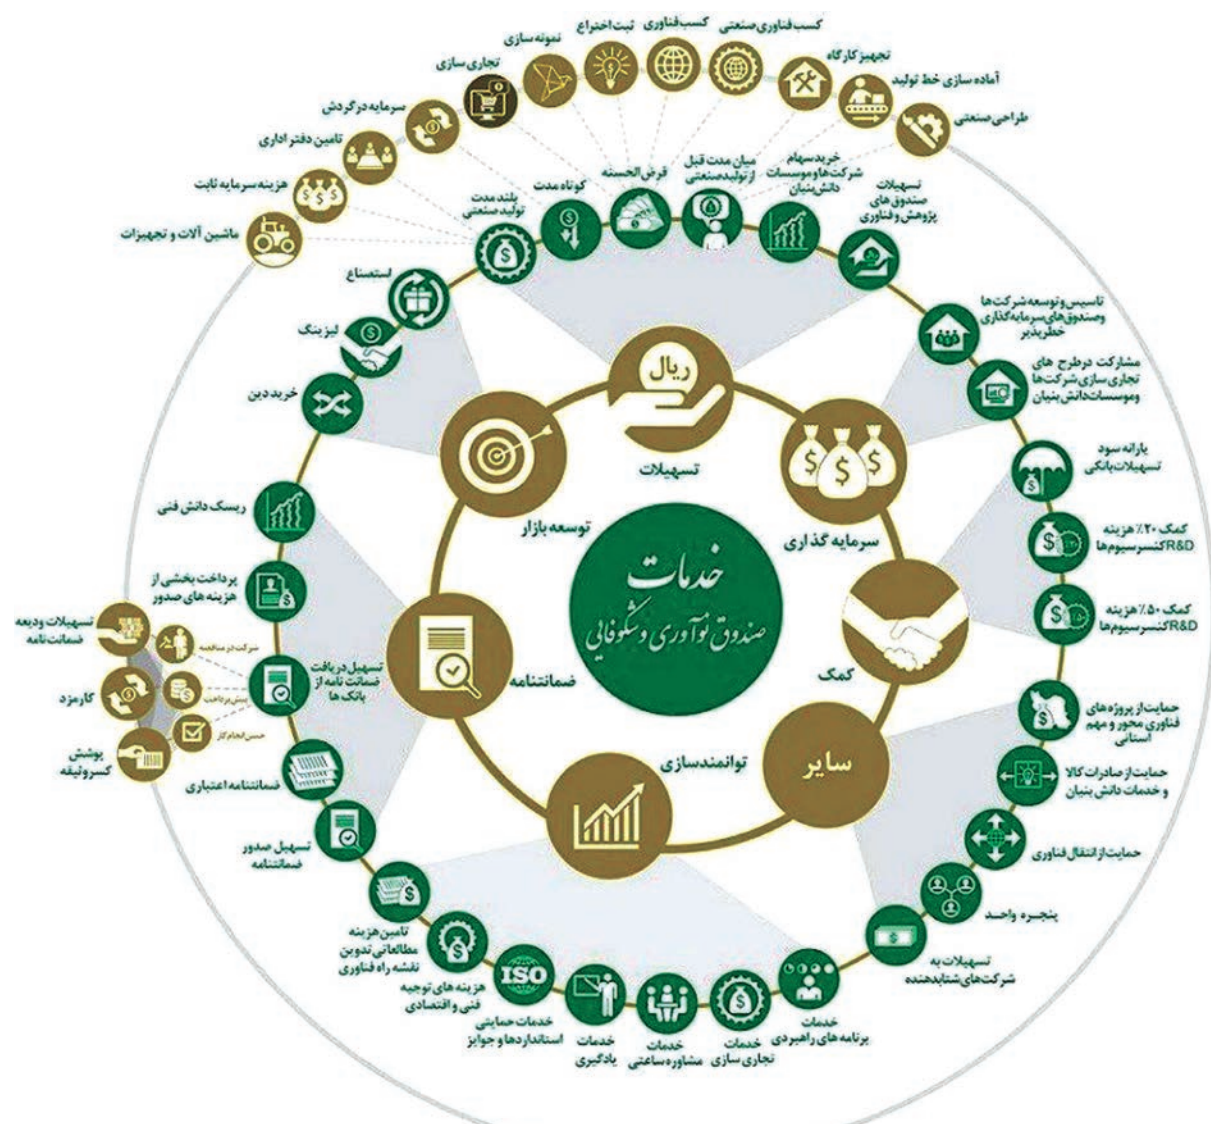 کسب فناوری صنعتی
کسب فناوری
ثبت اختراع
نمونه سازی
تجاری سازی
تجهیز کارگاه
آماده سازی خط تولید
طراحی صنعتی
سرمایه در گردش
تامین دفتر اداری
هزینه سرمایه ثابت
ماشین آلات و تجهیزات
تسهیلات
صندوق های
پژوهش و فناوری
خرید سهام
شرکت ها و موسسات
دانش بنیان
میان مدت قبل
از تولید صنعتی
قرض الحسنه
کوتاه مدت
بلند مدت
تولید صنعتی
استصناع
لیزینگ
خرید دین
تاسیس و توسعه شرکت ها
و صندوق های سرمایه گذاری
خطر پذیر
مشارکت در طرح های
تجاری سازی شرکت ها
و موسسات دانش بنیان
یارانه سود
تسهیلات بانکی
کمک ۲۰٪ هزینه
R&D کنسرسیوم ها
کمک ۵۰٪ هزینه
R&D کنسرسیوم ها
حمایت از پروژه های
فناوری محور و مهم
استانی
حمایت از صادرات کالا
و خدمات دانش بنیان
حمایت از انتقال فناوری
پنجره واحد
تسهیلات به
شرکت های شتابدهنده
ریال
تسهیلات
سرمایه گذاری
کمک
سایر
توانمندسازی
ضمانتنامه
توسعه بازار
خدمات
صندوق نوآوری و شکوفایی
ریسک دانش فنی
پرداخت بخشی از
هزینه های صدور
تسهیل دریافت
ضمانت نامه از
بانک ها
ضمانتنامه اعتباری
تسهیل صدور
ضمانتنامه
تسهیلات ودیعه
ضمانت نامه
کارمزد
پوشش
کسر وثیقه
شرکت در مناقصه
پیش پرداخت
حسن انجام کار
تامین هزینه
مطالعاتی تدوین
نقشه راه فناوری
هزینه های توجیه
فنی و اقتصادی
ISO
خدمات حمایتی
استانداردها و جوایز
خدمات
یادگیری
خدمات
مشاوره ساعتی
خدمات
تجاری سازی
خدمات
برنامه های راهبردی